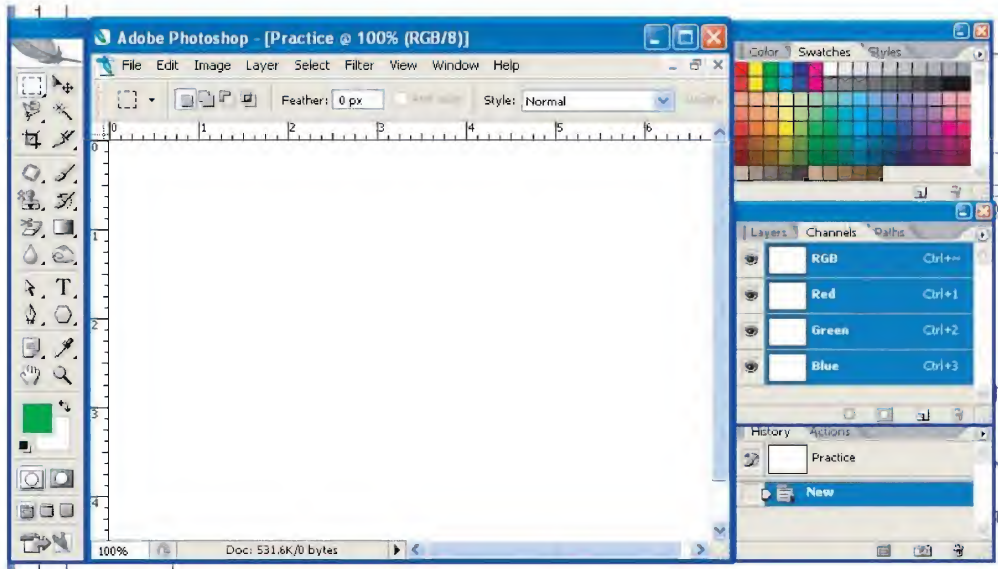 Adobe Photoshop - [Practice @ 100% (RGB/8)]
File Edit Image Layer Select Filter View Window Help
Feather: 0 px Style: Normal
0 1 2 3 4 5 6
0
1
2
3
4
100% Doc: 531.6K/0 bytes
T
Color Swatches Styles
Layers Channels Paths
RGB Ctrl+~
Red Ctrl+1
Green Ctrl+2
Blue Ctrl+3
History Actions
Practice
New